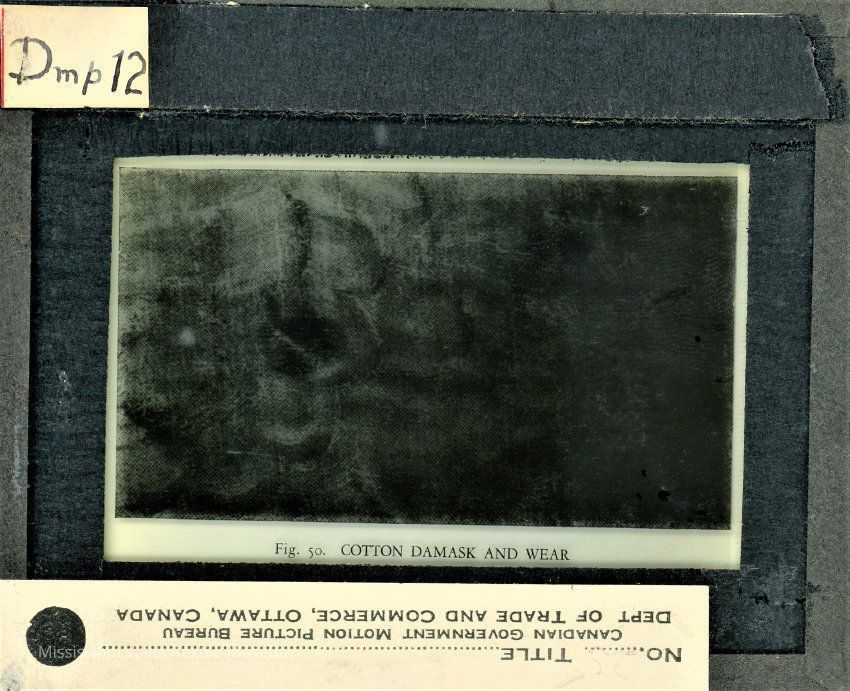 Dmp 12
Fig. 50. COTTON DAMASK AND WEAR
NO. TITLE
CANADIAN GOVERNMENT MOTION PICTURE BUREAU
DEPT OF TRADE AND COMMERCE, OTTAWA, CANADA
Missis